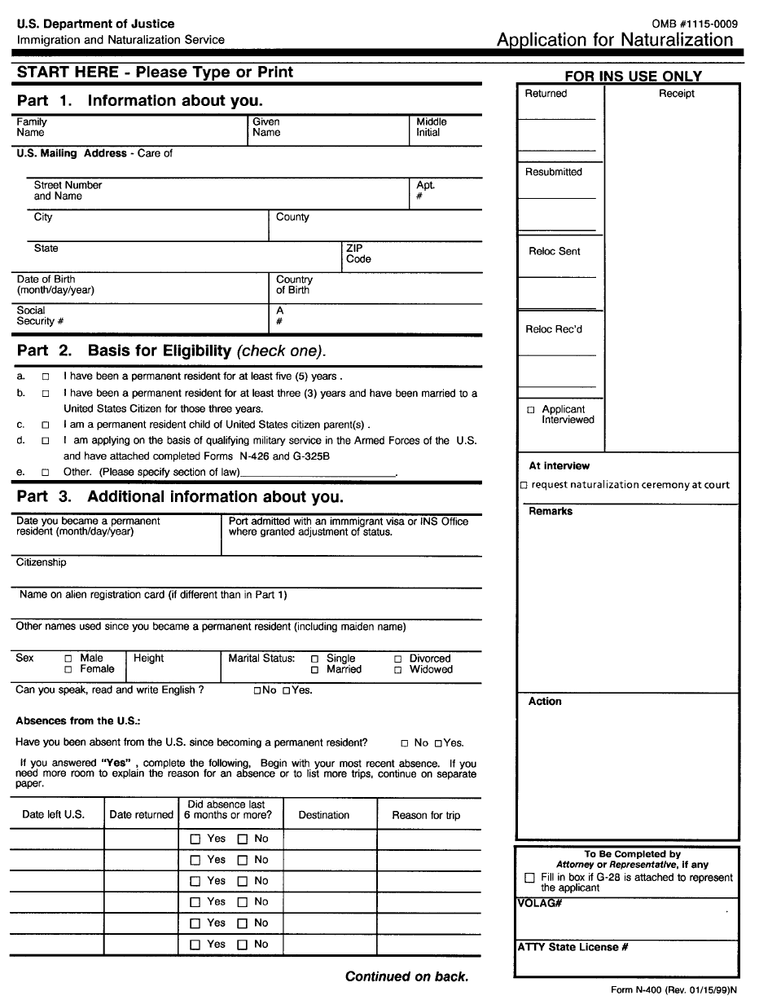 U.S. Department of Justice
Immigration and Naturalization Service
OMB #1115-0009
Application for Naturalization
START HERE - Please Type or Print
Part 1. Information about you.
Family
Name
Given
Name
Middle
Initial
U.S. Mailing Address - Care of
Street Number
and Name
Apt.
#
City
County
State
ZIP
Code
Date of Birth
(month/day/year)
Country
of Birth
Social
Security #
A
#
Part 2. Basis for Eligibility (check one).
a. □ I have been a permanent resident for at least five (5) years .
b. □ I have been a permanent resident for at least three (3) years and have been married to a
United States Citizen for those three years.
c. □ I am a permanent resident child of United States citizen parent(s) .
d. □ I am applying on the basis of qualifying military service in the Armed Forces of the U.S.
and have attached completed Forms N-426 and G-325B
e. □ Other. (Please specify section of law)____________________________.
Part 3. Additional information about you.
Date you became a permanent
resident (month/day/year)
Port admitted with an immmigrant visa or INS Office
where granted adjustment of status.
Citizenship
Name on alien registration card (if different than in Part 1)
Other names used since you became a permanent resident (including maiden name)
Sex □ Male
□ Female
Height
Marital Status: □ Single □ Divorced
□ Married □ Widowed
Can you speak, read and write English ? □No □Yes.
Absences from the U.S.:
Have you been absent from the U.S. since becoming a permanent resident? □ No □Yes.
If you answered "Yes" , complete the following, Begin with your most recent absence. If you
need more room to explain the reason for an absence or to list more trips, continue on separate
paper.
Date left U.S.
Date returned
Did absence last
6 months or more?
Destination
Reason for trip
□ Yes □ No
□ Yes □ No
□ Yes □ No
□ Yes □ No
□ Yes □ No
□ Yes □ No
Continued on back.
FOR INS USE ONLY
Returned
Receipt
Resubmitted
Reloc Sent
Reloc Rec'd
□ Applicant
Interviewed
At interview
□ request naturalization ceremony at court
Remarks
Action
To Be Completed by
Attorney or Representative, if any
□ Fill in box if G-28 is attached to represent
the applicant
VOLAG#
ATTY State License #
Form N-400 (Rev. 01/15/99)N